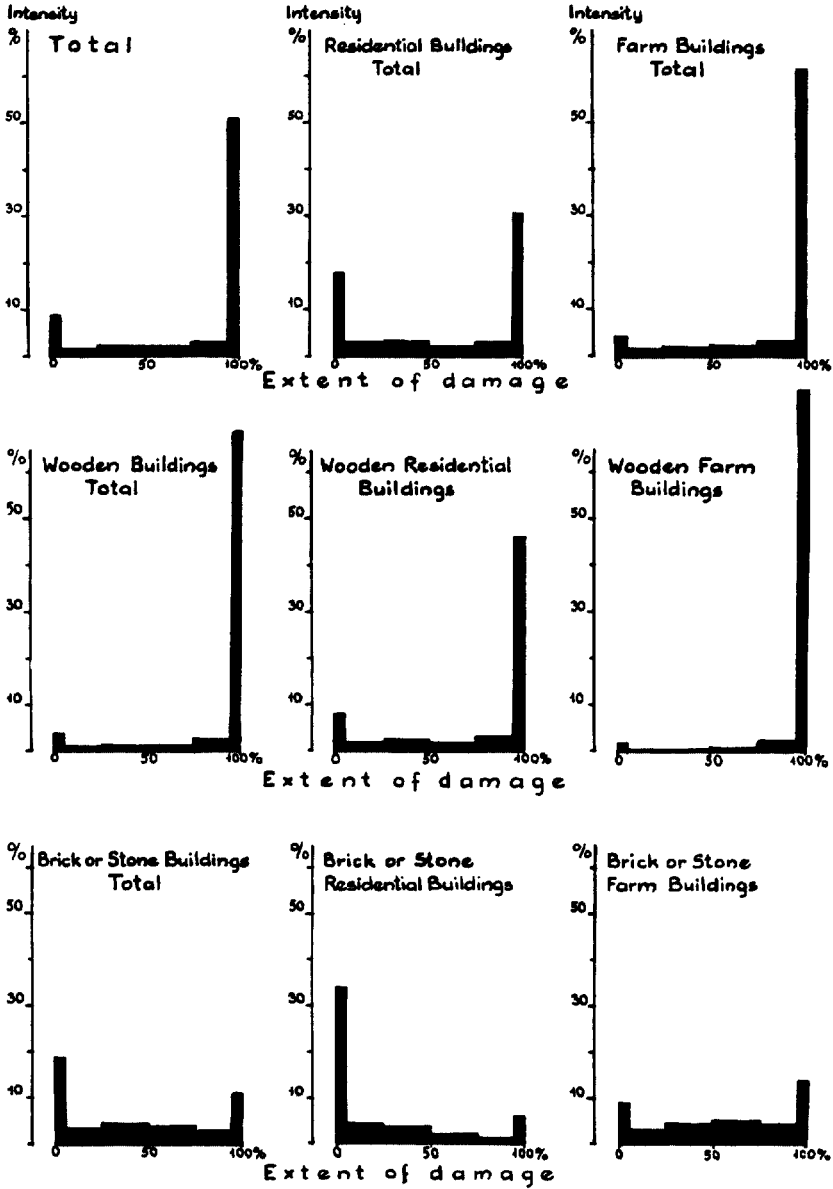 Intensity
%
Total
50
30
10
0 50 100%
Intensity
%
Residential Buildings
Total
50
30
10
0 50 100%
Intensity
%
Farm Buildings
Total
50
30
10
0 50 100%
Extent of damage
%
Wooden Buildings
Total
50
30
10
0 50 100%
%
Wooden Residential
Buildings
50
30
10
0 50 100%
%
Wooden Farm
Buildings
50
30
10
0 50 100%
Extent of damage
%
Brick or Stone Buildings
Total
50
30
10
0 50 100%
%
Brick or Stone
Residential Buildings
50
30
10
0 50 100%
%
Brick or Stone
Farm Buildings
50
30
10
0 50 100%
Extent of damage